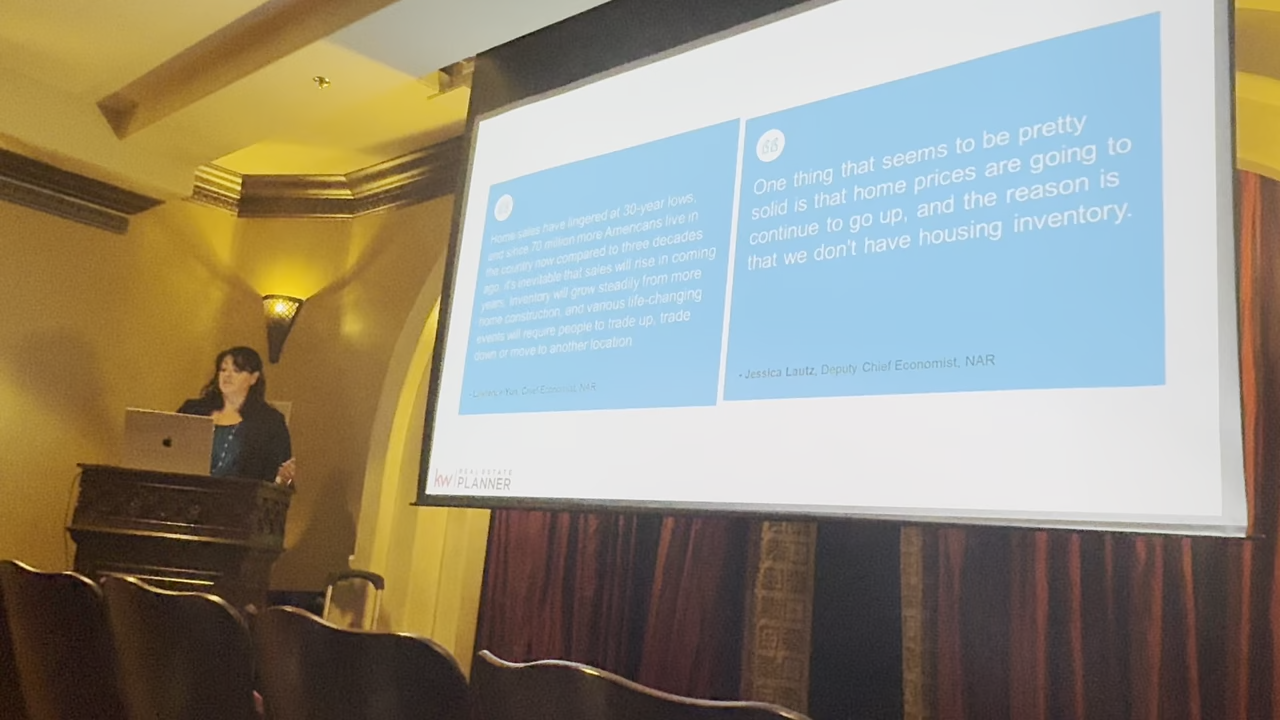 Home sales have lingered at 30-year lows,
and since 70 million more Americans live in
the country now compared to three decades
ago, it's inevitable that sales will rise in coming
years. Inventory will grow steadily from more
home construction, and various life-changing
events will require people to trade up, trade
down or move to another location
- Lawrence Yun, Chief Economist, NAR
One thing that seems to be pretty
solid is that home prices are going to
continue to go up, and the reason is
that we don't have housing inventory.
- Jessica Lautz, Deputy Chief Economist, NAR
kw REAL ESTATE
PLANNER